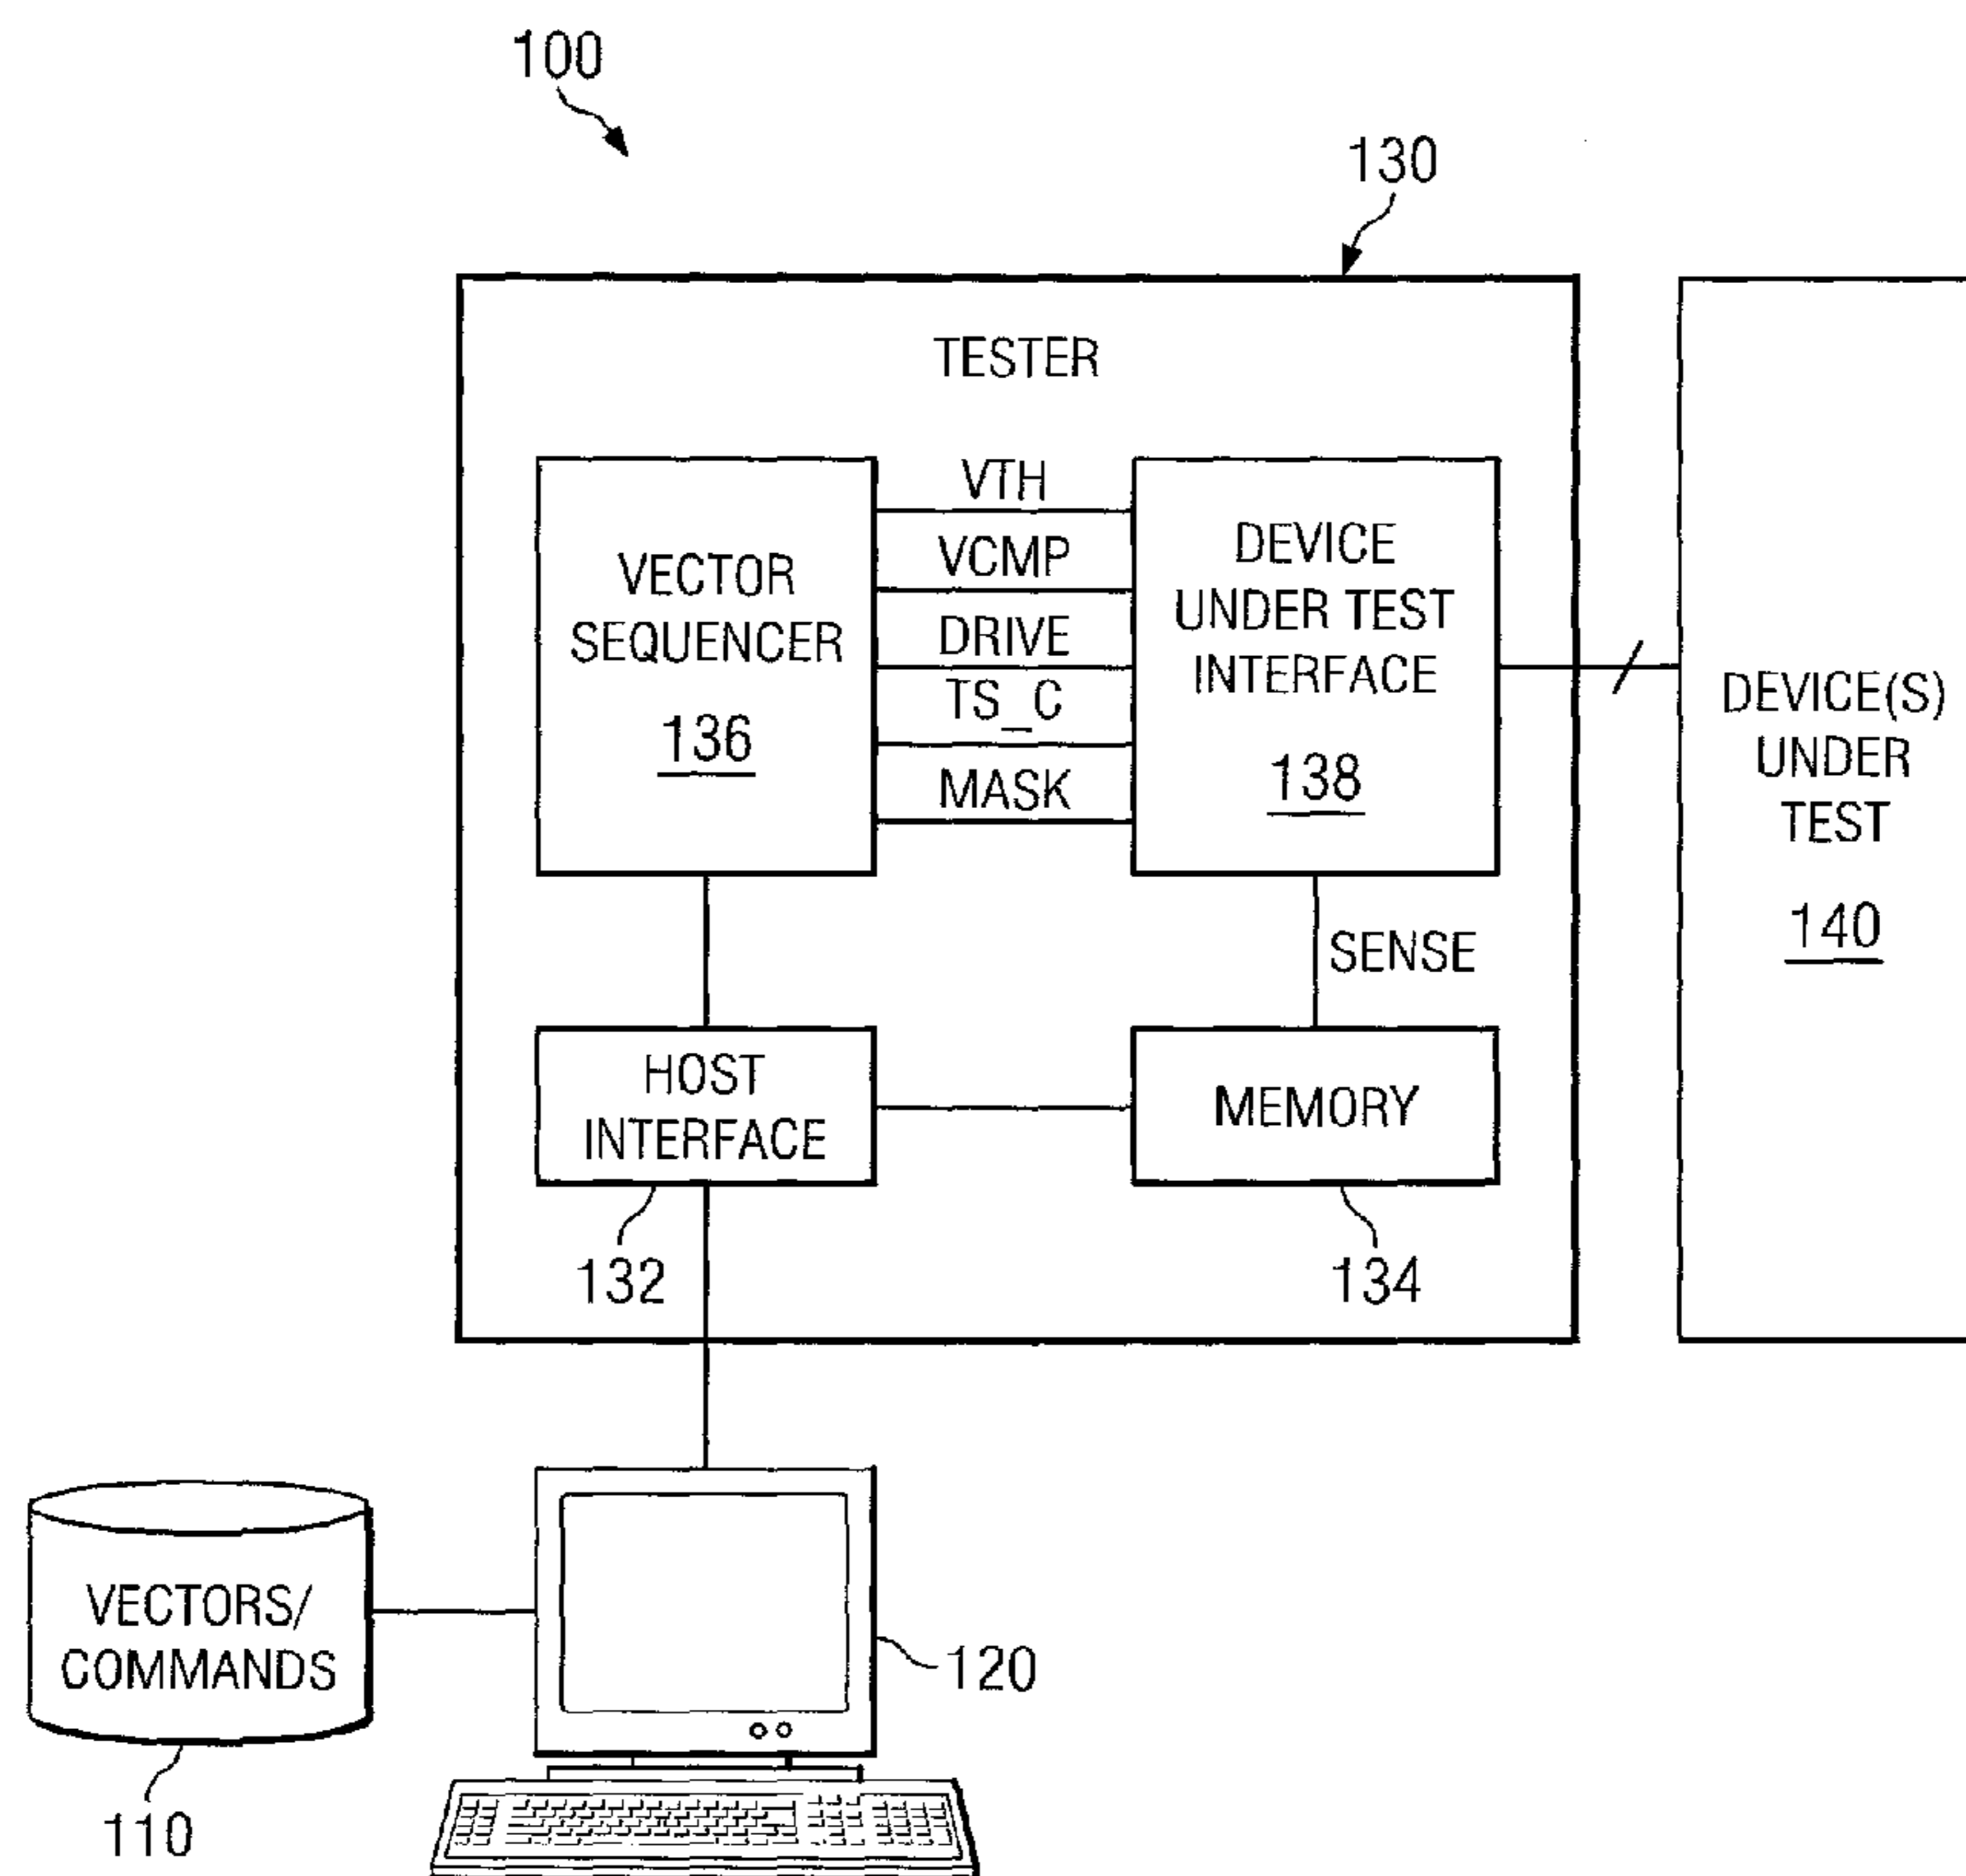 100
130
TESTER
VECTOR
SEQUENCER
136
VTH
VCMP
DRIVE
TS_C
MASK
DEVICE
UNDER TEST
INTERFACE
138
DEVICE(S)
UNDER
TEST
140
SENSE
HOST
INTERFACE
MEMORY
132
134
VECTORS/
COMMANDS
120
110